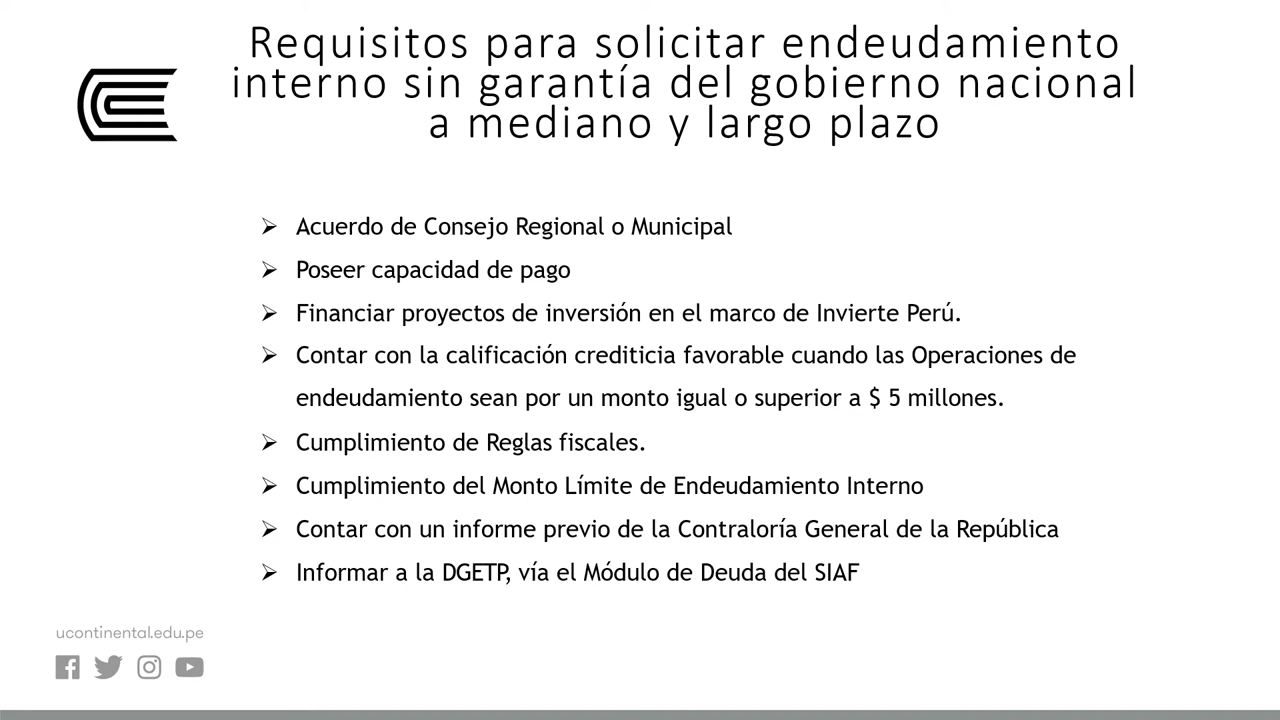 Requisitos para solicitar endeudamiento
interno sin garantía del gobierno nacional
a mediano y largo plazo
Acuerdo de Consejo Regional o Municipal
Poseer capacidad de pago
Financiar proyectos de inversión en el marco de Invierte Perú.
Contar con la calificación crediticia favorable cuando las Operaciones de
endeudamiento sean por un monto igual o superior a $ 5 millones.
Cumplimiento de Reglas fiscales.
Cumplimiento del Monto Límite de Endeudamiento Interno
Contar con un informe previo de la Contraloría General de la República
Informar a la DGETP, vía el Módulo de Deuda del SIAF
ucontinental.edu.pe